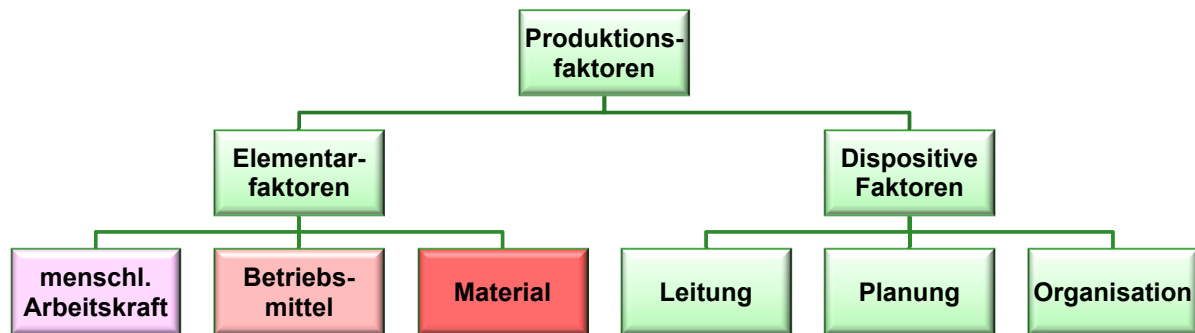 Produktions-
faktoren
Elementar-
faktoren
Dispositive
Faktoren
menschl.
Arbeitskraft
Betriebs-
mittel
Material
Leitung
Planung
Organisation